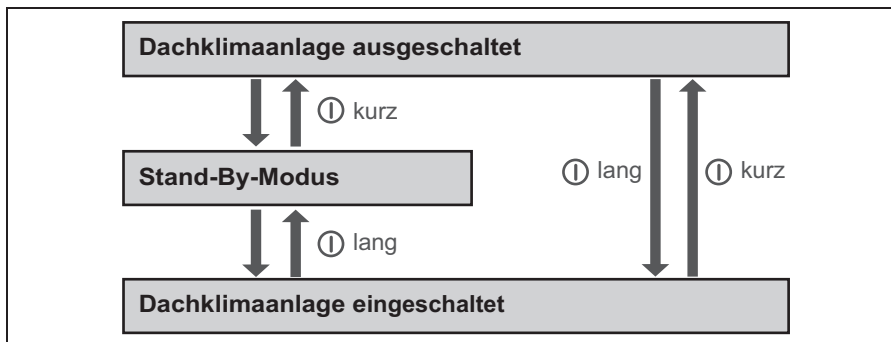 Dachklimaanlage ausgeschaltet
kurz
Stand-By-Modus
lang
kurz
lang
Dachklimaanlage eingeschaltet